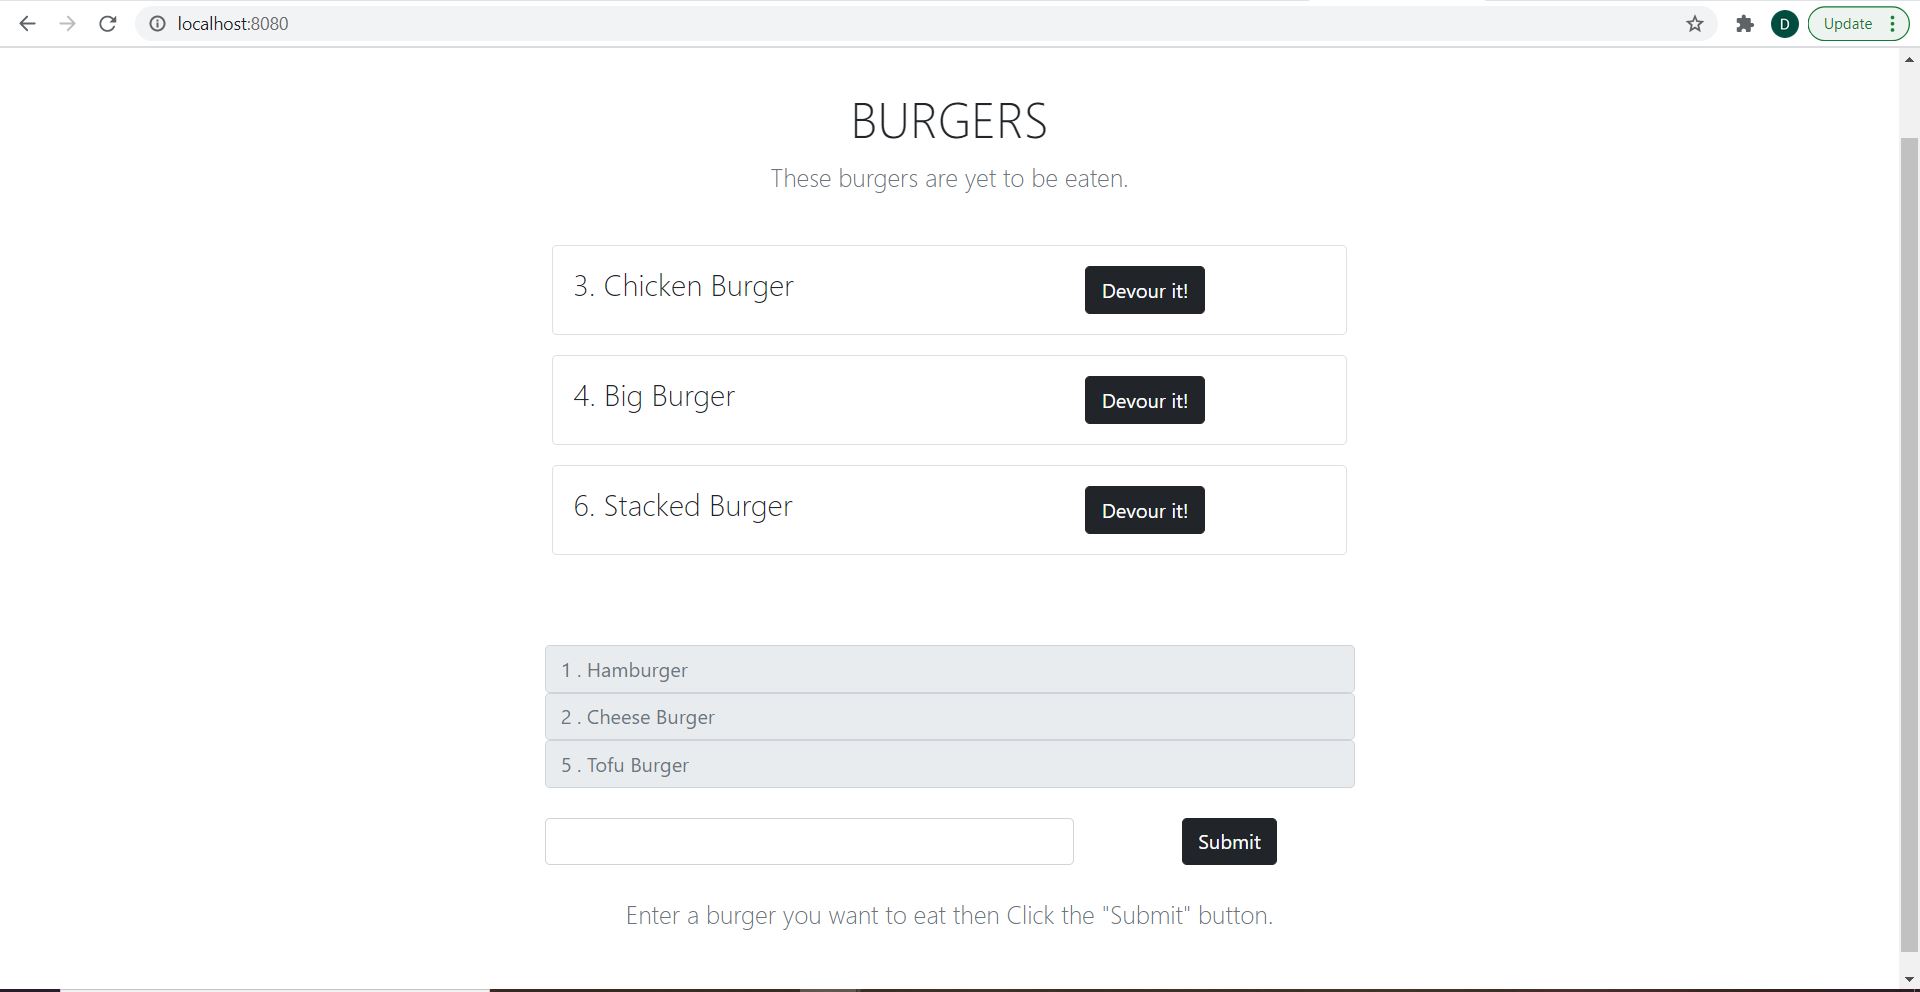 localhost:8080
D
Update
BURGERS
These burgers are yet to be eaten.
3. Chicken Burger
Devour it!
4. Big Burger
Devour it!
6. Stacked Burger
Devour it!
1 . Hamburger
2 . Cheese Burger
5 . Tofu Burger
Submit
Enter a burger you want to eat then Click the "Submit" button.